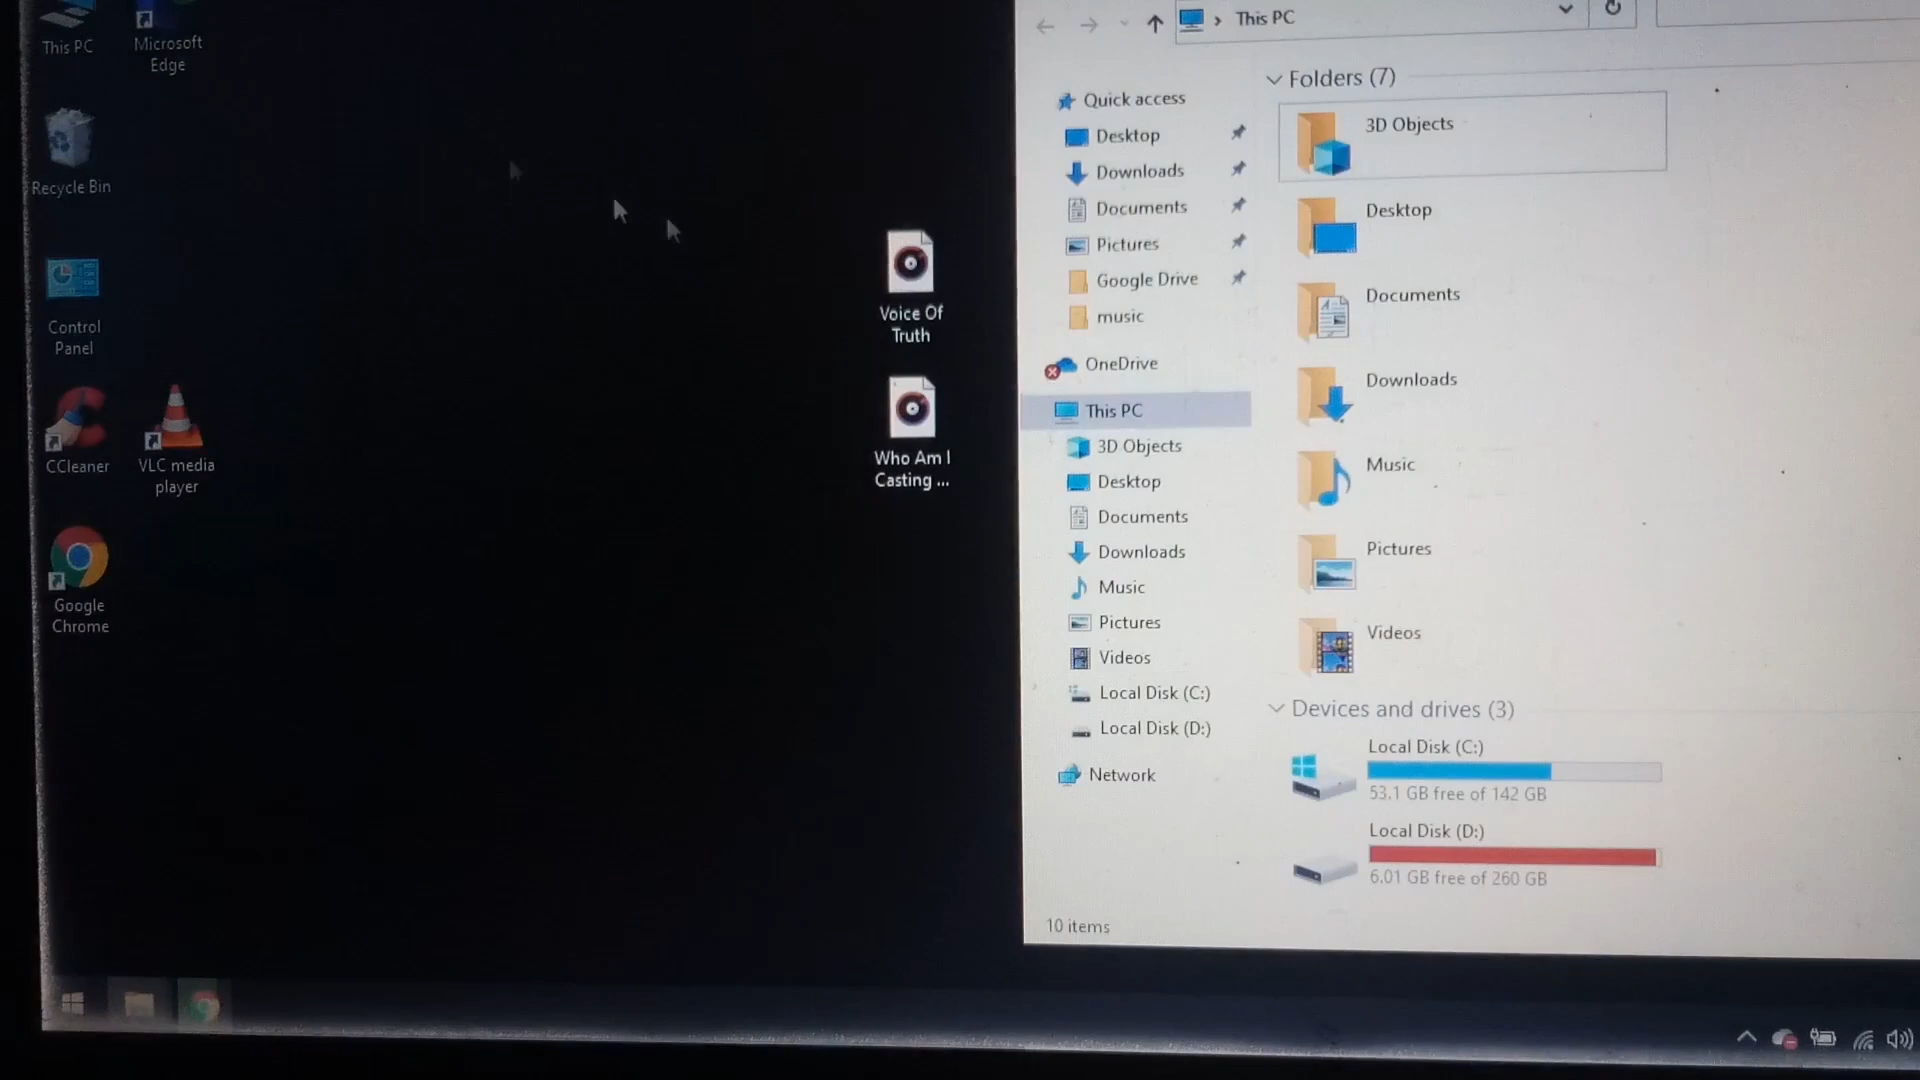 This PC
Microsoft
Edge
Recycle Bin
Control
Panel
CCleaner
VLC media
player
Google
Chrome
Voice Of
Truth
Who Am I
Casting ...
This PC
Quick access
Desktop
Downloads
Documents
Pictures
Google Drive
music
OneDrive
This PC
3D Objects
Desktop
Documents
Downloads
Music
Pictures
Videos
Local Disk (C:)
Local Disk (D:)
Network
Folders (7)
3D Objects
Desktop
Documents
Downloads
Music
Pictures
Videos
Devices and drives (3)
Local Disk (C:)
53.1 GB free of 142 GB
Local Disk (D:)
6.01 GB free of 260 GB
10 items